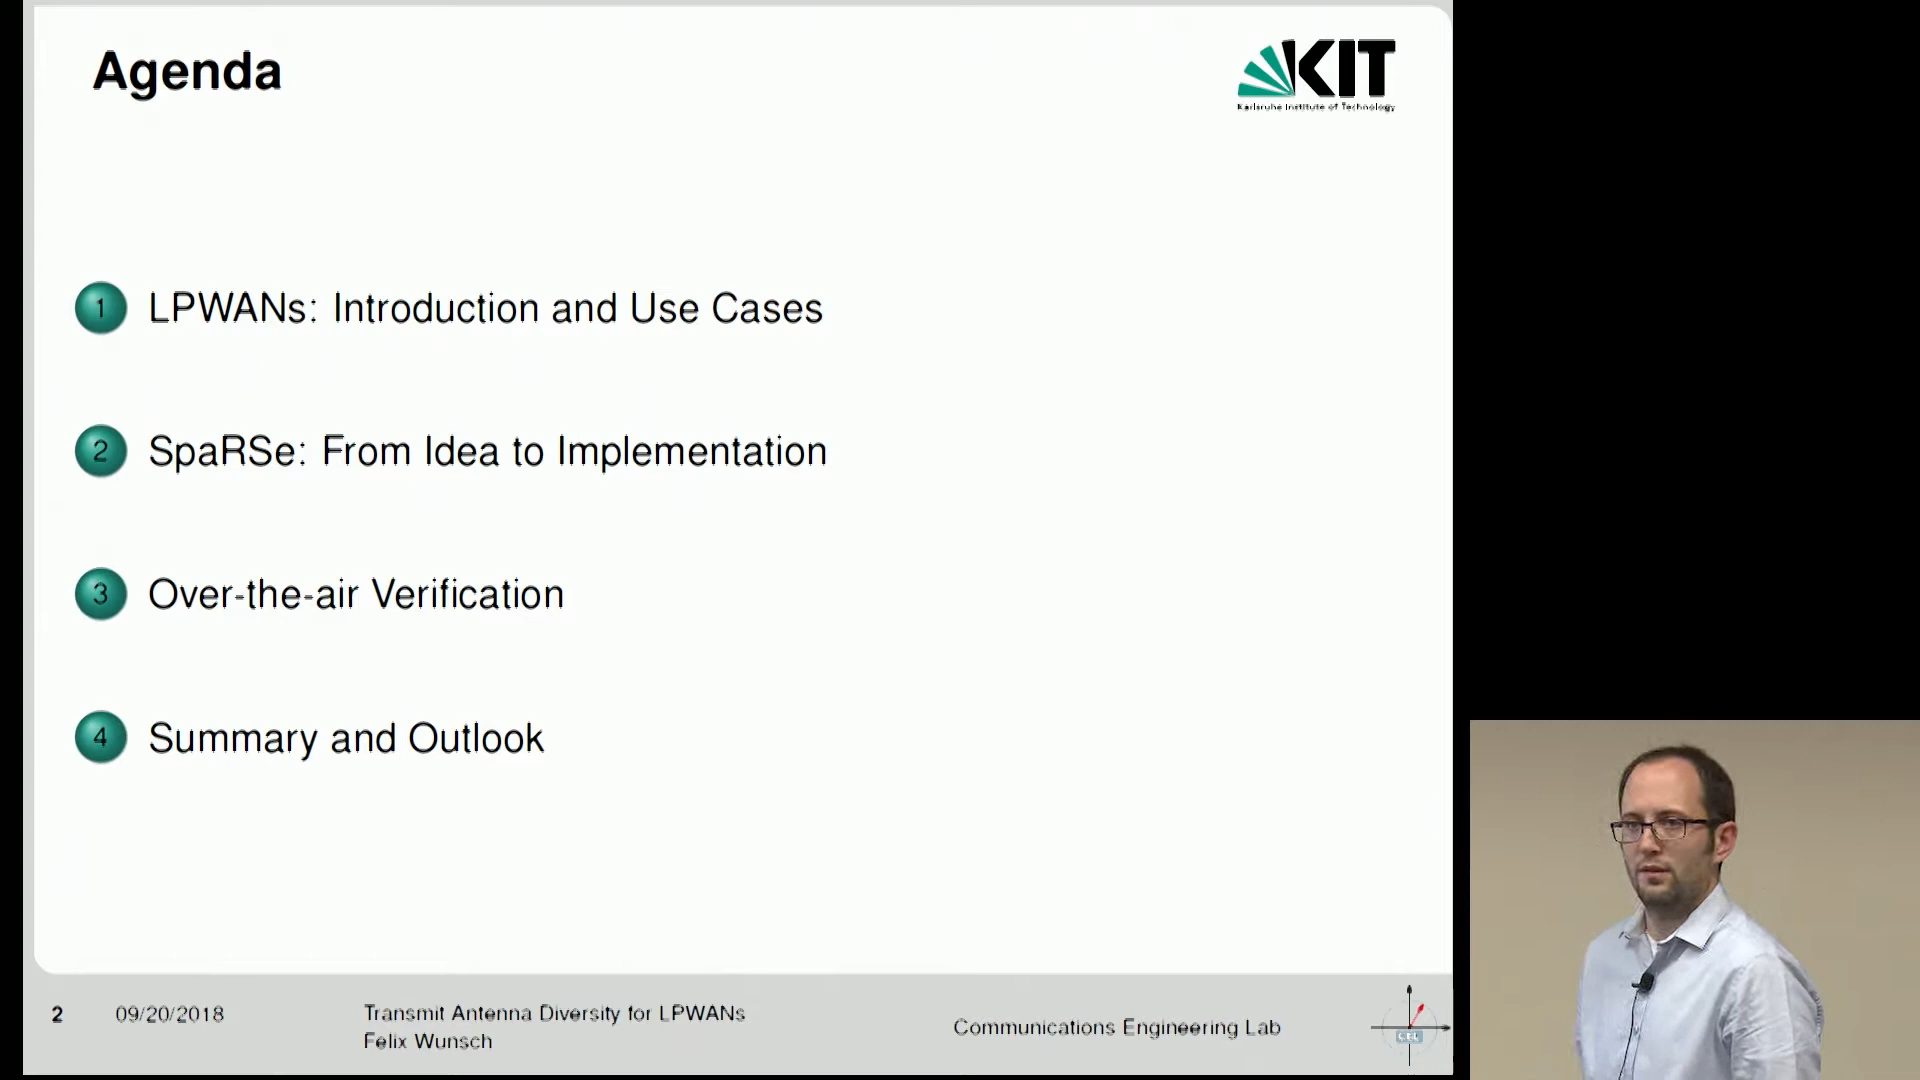 Agenda
KIT
Karlsruhe Institute of Technology
1 LPWANs: Introduction and Use Cases
2 SpaRSe: From Idea to Implementation
3 Over-the-air Verification
4 Summary and Outlook
2 09/20/2018 Transmit Antenna Diversity for LPWANs
Felix Wunsch
Communications Engineering Lab
CEL